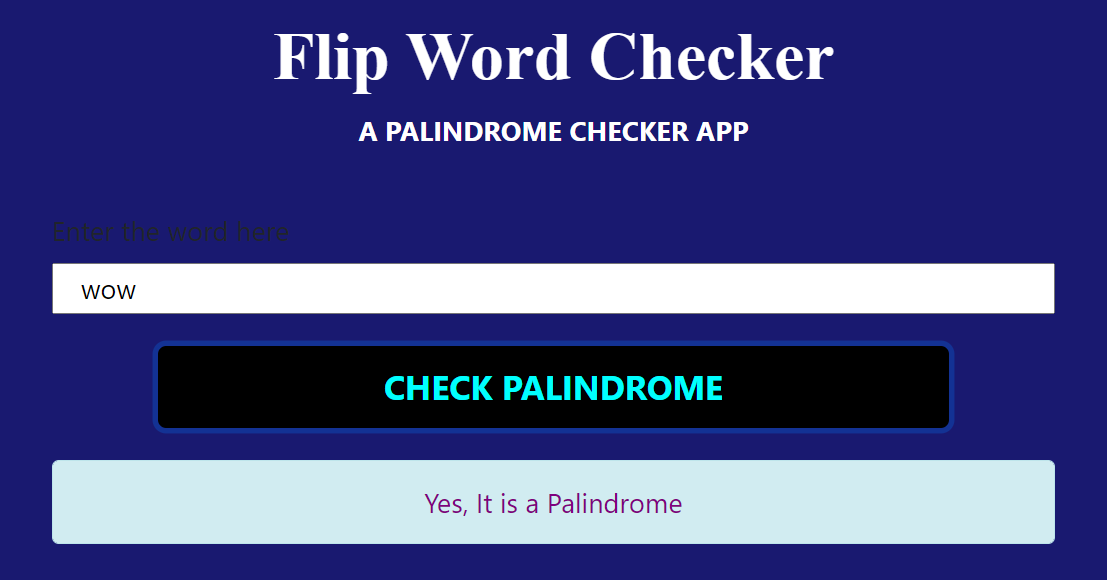 Flip Word Checker
A PALINDROME CHECKER APP
Enter the word here
wow
CHECK PALINDROME
Yes, It is a Palindrome